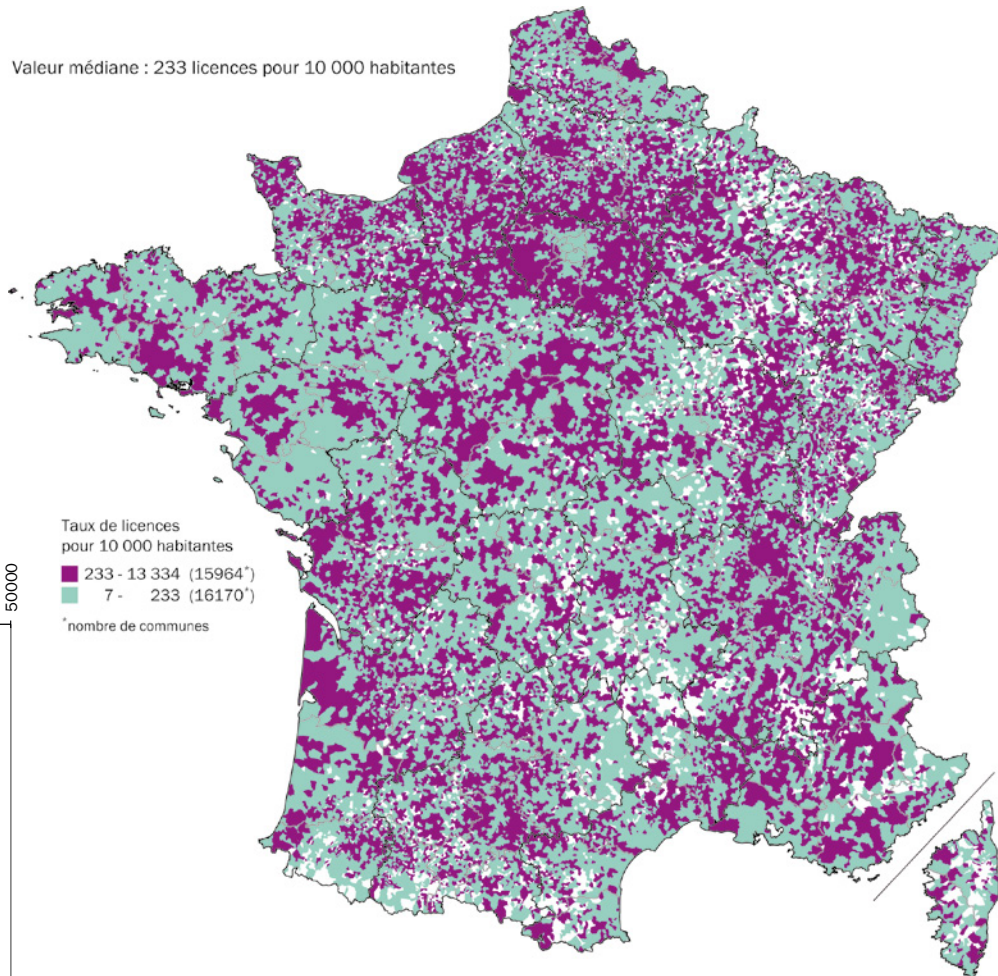 Valeur médiane : 233 licences pour 10 000 habitantes
Taux de licences
pour 10 000 habitantes
233 - 13 334 (15964*)
7 - 233 (16170*)
*nombre de communes
50000